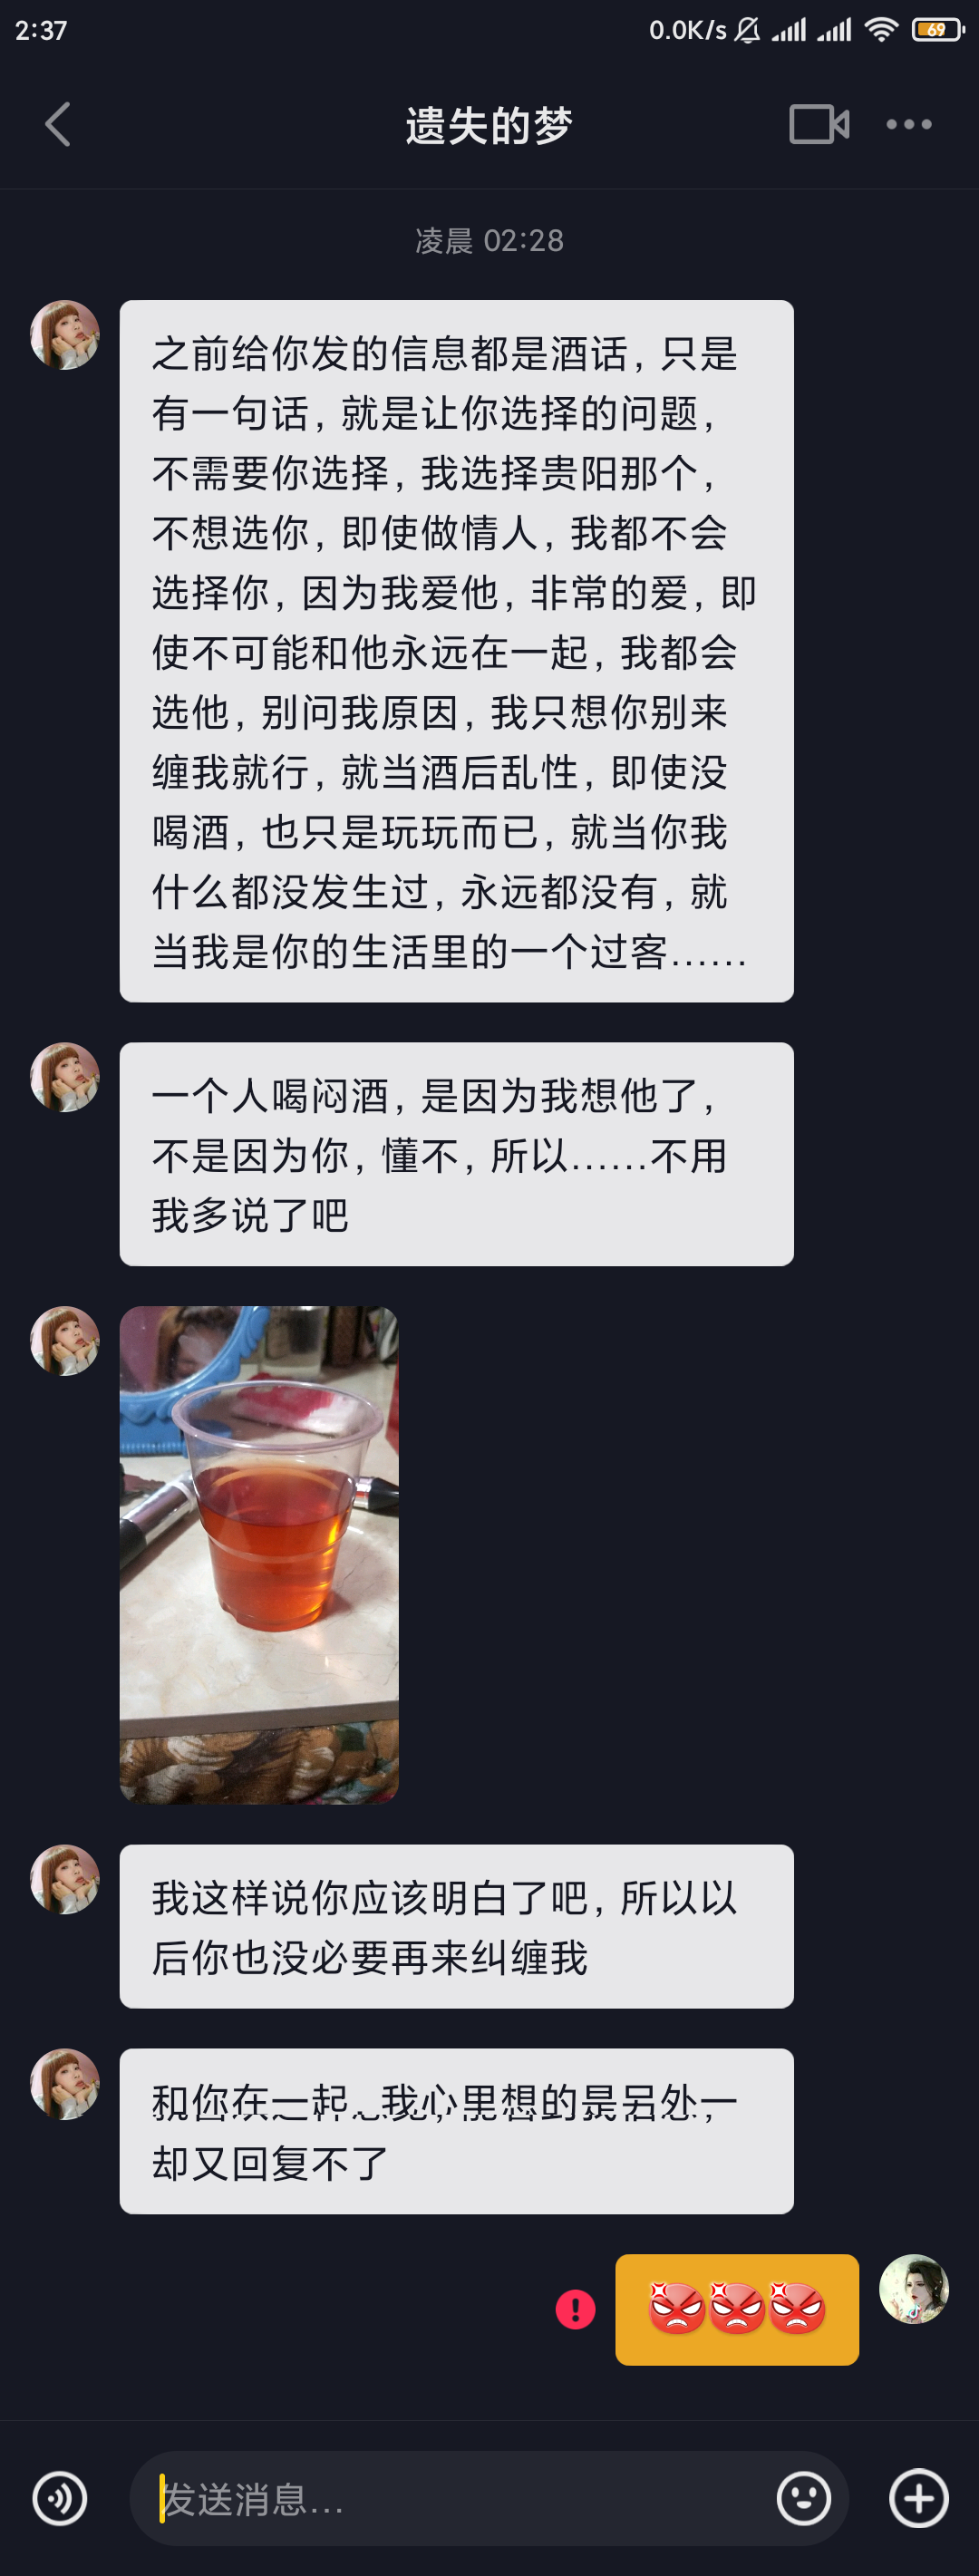 2:37
0.0K/s
69
遗失的梦
凌晨 02:28
之前给你发的信息都是酒话，只是
有一句话，就是让你选择的问题，
不需要你选择，我选择贵阳那个，
不想选你，即使做情人，我都不会
选择你，因为我爱他，非常的爱，即
使不可能和他永远在一起，我都会
选他，别问我原因，我只想你别来
缠我就行，就当酒后乱性，即使没
喝酒，也只是玩玩而已，就当你我
什么都没发生过，永远都没有，就
当我是你的生活里的一个过客……
一个人喝闷酒，是因为我想他了，
不是因为你，懂不，所以……不用
我多说了吧
我这样说你应该明白了吧，所以以
后你也没必要再来纠缠我
和你在一起，我心里想的是另外一
却又回复不了
发送消息...